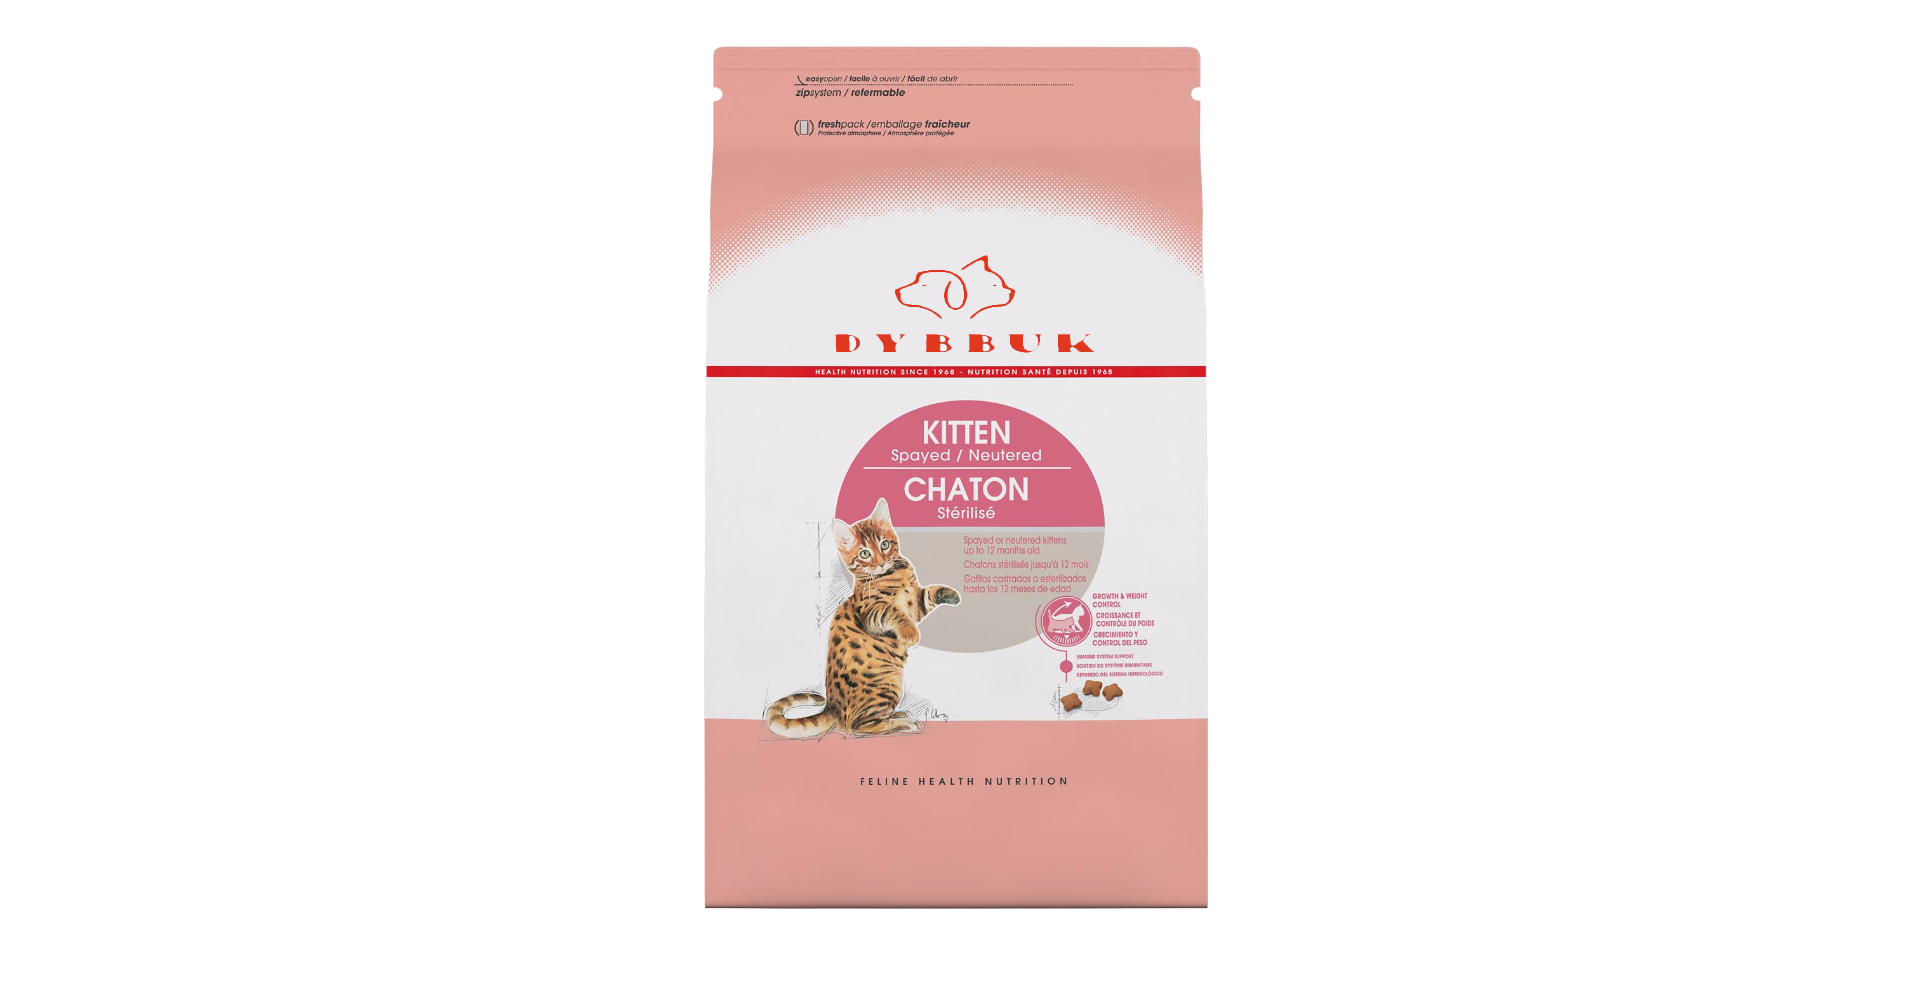 easyopen / facile à ouvrir / fácil de abrir
zipsystem / refermable
freshpack /emballage fraîcheur
Protective atmosphere / Atmosphère protégée
DYBBUK
HEALTH NUTRITION SINCE 1968 - NUTRITION SANTÉ DEPUIS 1968
KITTEN
Spayed / Neutered
CHATON
Stérilisé
Spayed or neutered kittens
up to 12 months old
Chatons stérilisés jusqu'à 12 mois
Gatitos castrados o esterilizados
hasta los 12 meses de edad
GROWTH & WEIGHT
CONTROL
CROISSANCE ET
CONTRÔLE DU POIDS
CRECIMIENTO Y
CONTROL DEL PESO
IMMUNE SYSTEM SUPPORT
SOUTIEN DU SYSTÈME IMMUNITAIRE
REFUERZO DEL SISTEMA INMUNOLÓGICO
FELINE HEALTH NUTRITION